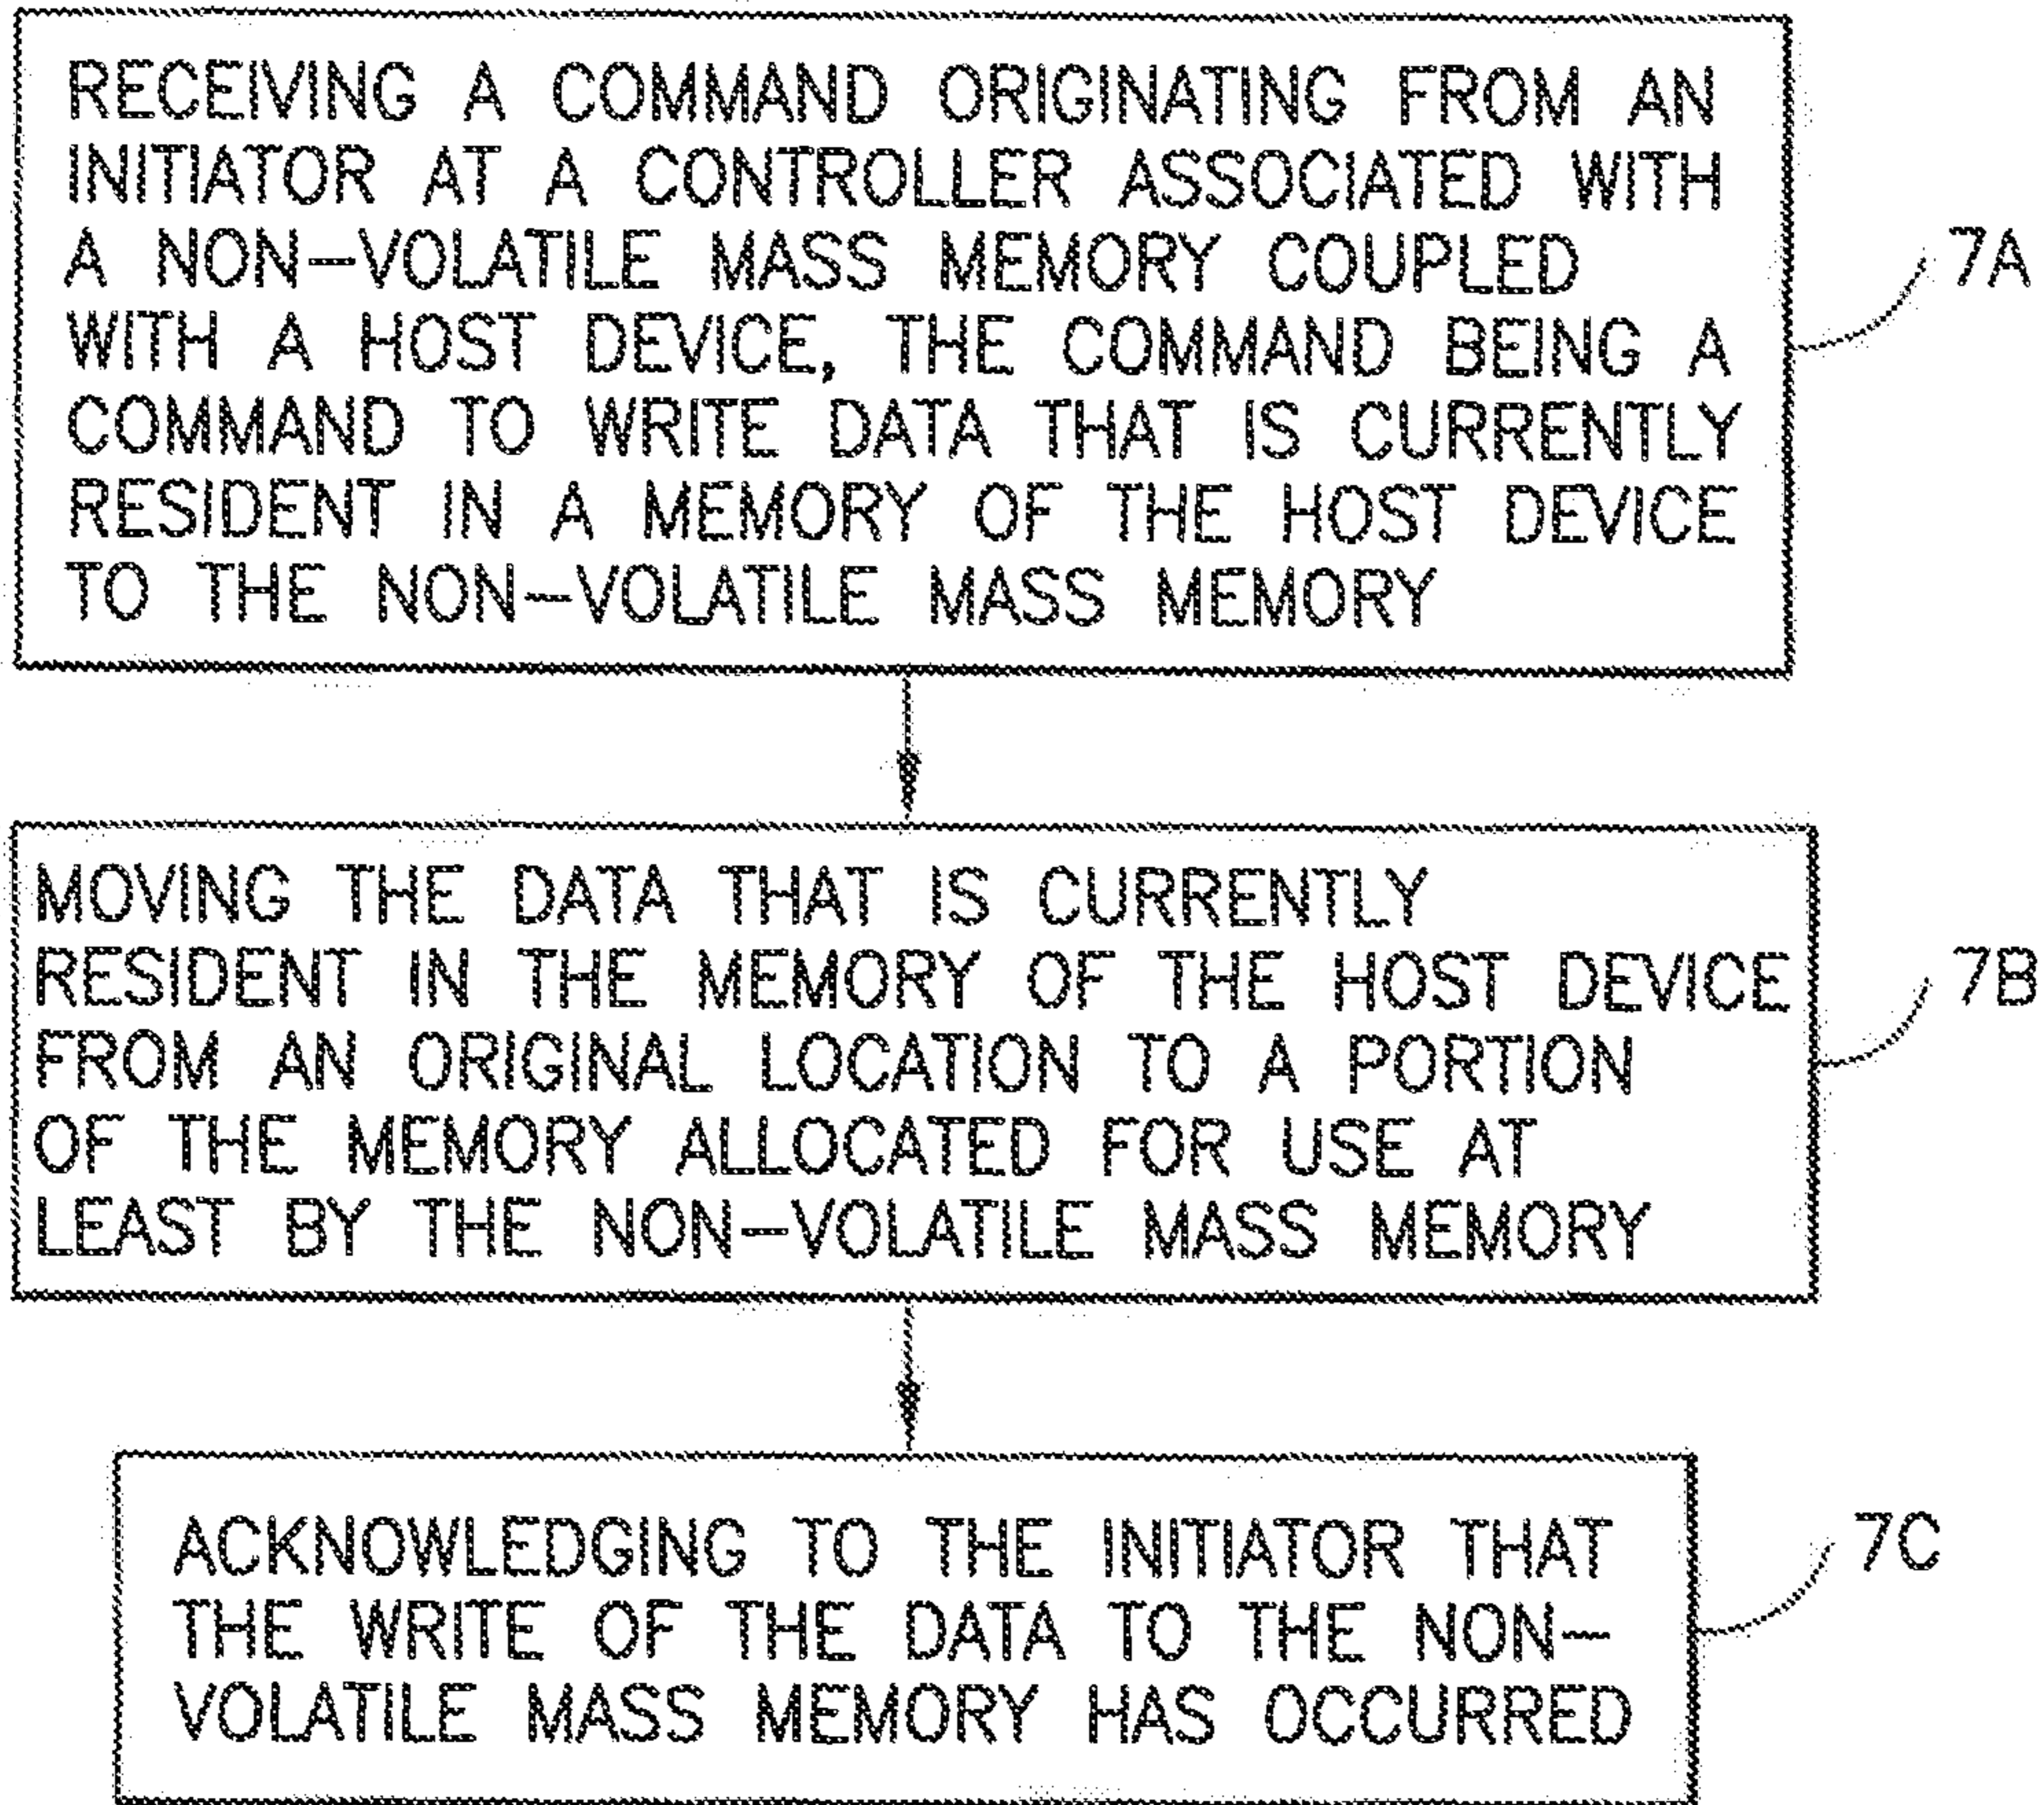 RECEIVING A COMMAND ORIGINATING FROM AN
INITIATOR AT A CONTROLLER ASSOCIATED WITH
A NON-VOLATILE MASS MEMORY COUPLED
WITH A HOST DEVICE, THE COMMAND BEING A
COMMAND TO WRITE DATA THAT IS CURRENTLY
RESIDENT IN A MEMORY OF THE HOST DEVICE
TO THE NON-VOLATILE MASS MEMORY
7A
MOVING THE DATA THAT IS CURRENTLY
RESIDENT IN THE MEMORY OF THE HOST DEVICE
FROM AN ORIGINAL LOCATION TO A PORTION
OF THE MEMORY ALLOCATED FOR USE AT
LEAST BY THE NON-VOLATILE MASS MEMORY
7B
ACKNOWLEDGING TO THE INITIATOR THAT
THE WRITE OF THE DATA TO THE NON-
VOLATILE MASS MEMORY HAS OCCURRED
7C